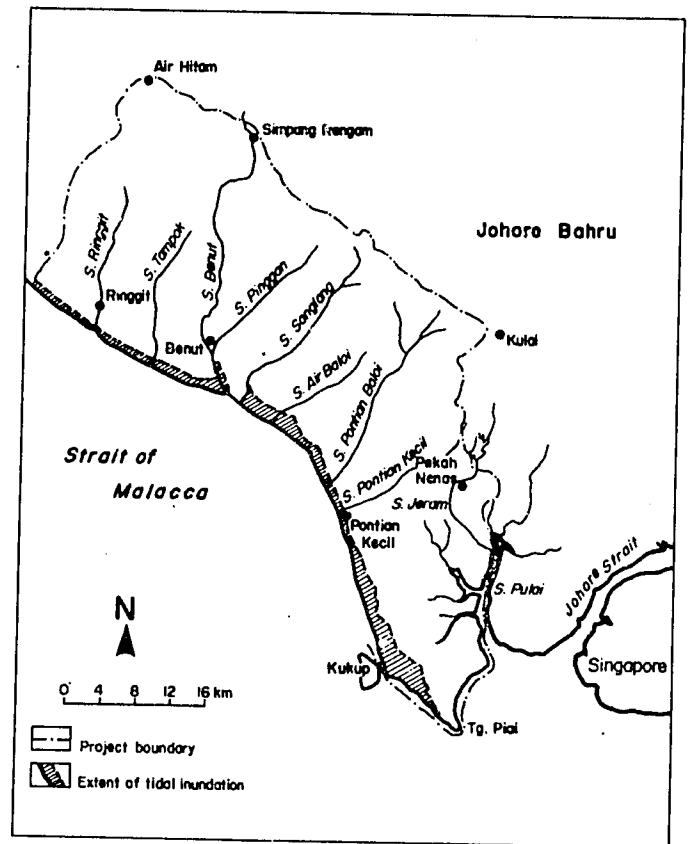 Air Hitam
Simpang Rengam
Johore Bahru
S. Ringgit
S. Tampok
S. Benut
S. Pinggan
S. Sanglang
Ringgit
Benut
Kulai
S. Air Baloi
S. Pontian Baloi
Strait of
Malacca
S. Pontian Kecil
Pekan
Nenas
S. Jeram
Pontian
Kecil
Johore Strait
S. Pulai
N
Singapore
Kukup
0 4 8 12 16 km
Tg. Piai
Project boundary
Extent of tidal inundation